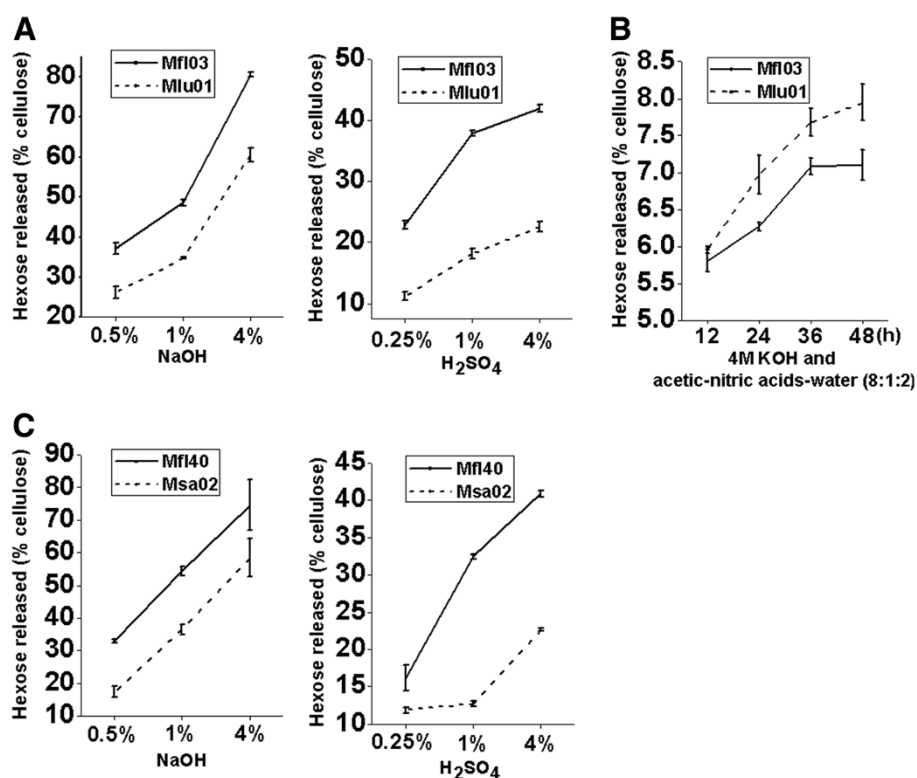 A
Hexose released (% cellulose)
Mfl03
Mlu01
80
70
60
50
40
30
20
0.5% 1% 4%
NaOH
Hexose released (% cellulose)
Mfl03
Mlu01
50
40
30
20
10
0.25% 1% 4%
H₂SO₄
B
Hexose realeased (% cellulose)
Mfl03
Mlu01
8.0
7.5
7.0
6.5
6.0
5.5
5.0
12 24 36 48(h)
4M KOH and
acetic-nitric acids-water (8:1:2)
C
Hexose released (% cellulose)
Mfl40
Msa02
90
80
70
60
50
40
30
20
10
0.5% 1% 4%
NaOH
Hexose released (% cellulose)
Mfl40
Msa02
45
40
35
30
25
20
15
10
0.25% 1% 4%
H₂SO₄